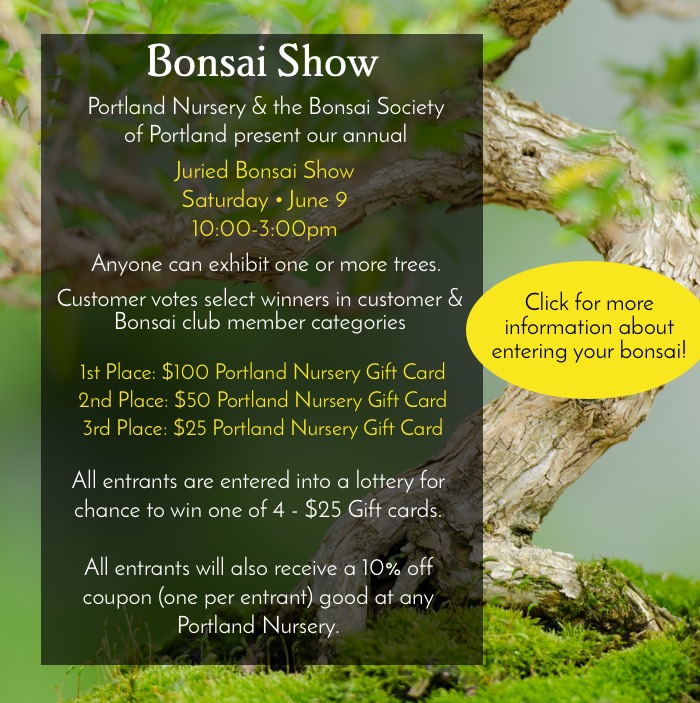 Bonsai Show
Portland Nursery & the Bonsai Society
of Portland present our annual
Juried Bonsai Show
Saturday • June 9
10:00-3:00pm
Anyone can exhibit one or more trees.
Customer votes select winners in customer &
Bonsai club member categories
1st Place: $100 Portland Nursery Gift Card
2nd Place: $50 Portland Nursery Gift Card
3rd Place: $25 Portland Nursery Gift Card
All entrants are entered into a lottery for
chance to win one of 4 - $25 Gift cards.
All entrants will also receive a 10% off
coupon (one per entrant) good at any
Portland Nursery.
Click for more
information about
entering your bonsai!